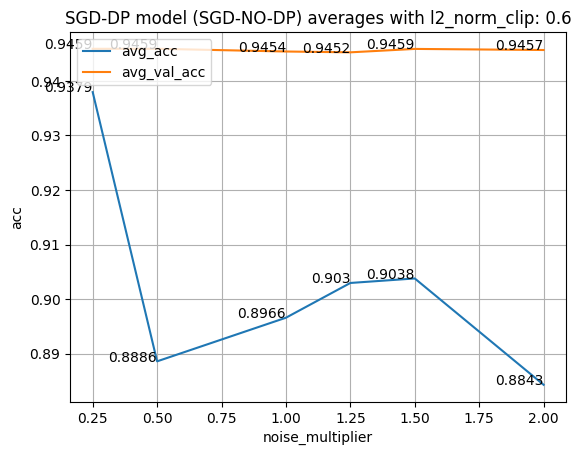 SGD-DP model (SGD-NO-DP) averages with l2_norm_clip: 0.6
0.9459 0.9459 0.9454 0.9452 0.9459 0.9457
avg_acc
avg_val_acc
0.94
0.9379
0.93
0.92
0.91
0.903 0.9038
0.90
0.8966
0.89
0.8886
0.8843
acc
0.25 0.50 0.75 1.00 1.25 1.50 1.75 2.00
noise_multiplier